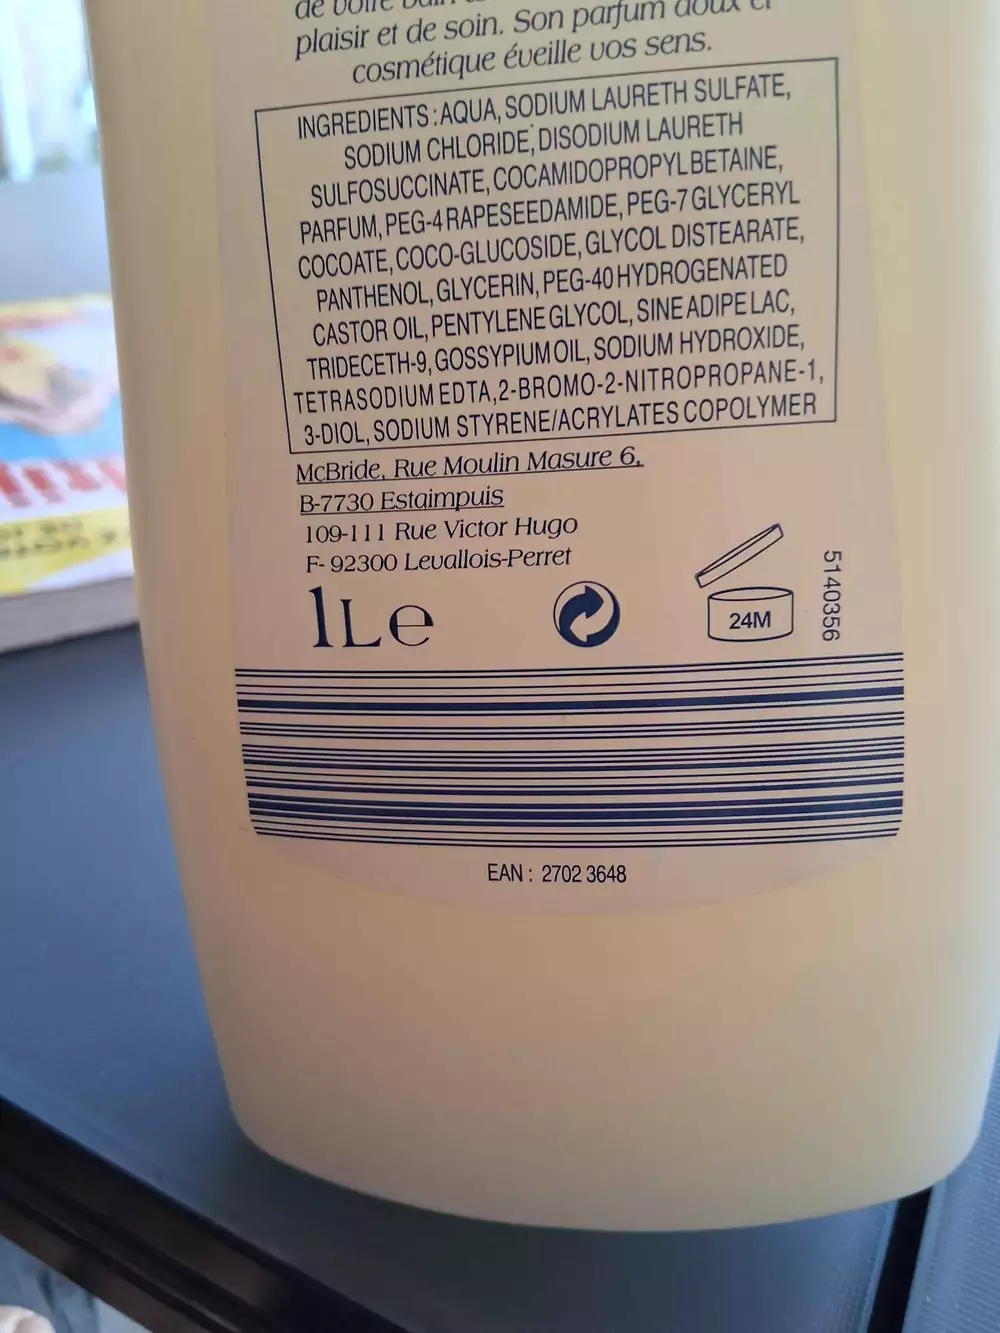 de votre
plaisir et de soin. Son parfum doux et
cosmétique éveille vos sens.
INGREDIENTS : AQUA, SODIUM LAURETH SULFATE,
SODIUM CHLORIDE, DISODIUM LAURETH
SULFOSUCCINATE, COCAMIDOPROPYL BETAINE,
PARFUM, PEG-4 RAPESEEDAMIDE, PEG-7 GLYCERYL
COCOATE, COCO-GLUCOSIDE, GLYCOL DISTEARATE,
PANTHENOL, GLYCERIN, PEG-40 HYDROGENATED
CASTOR OIL, PENTYLENE GLYCOL, SINE ADIPE LAC,
TRIDECETH-9, GOSSYPIUM OIL, SODIUM HYDROXIDE,
TETRASODIUM EDTA, 2-BROMO-2-NITROPROPANE-1,
3-DIOL, SODIUM STYRENE/ACRYLATES COPOLYMER
McBride, Rue Moulin Masure 6,
B-7730 Estaimpuis
109-111 Rue Victor Hugo
F- 92300 Levallois-Perret
1L e
24M
5140356
EAN : 2702 3648